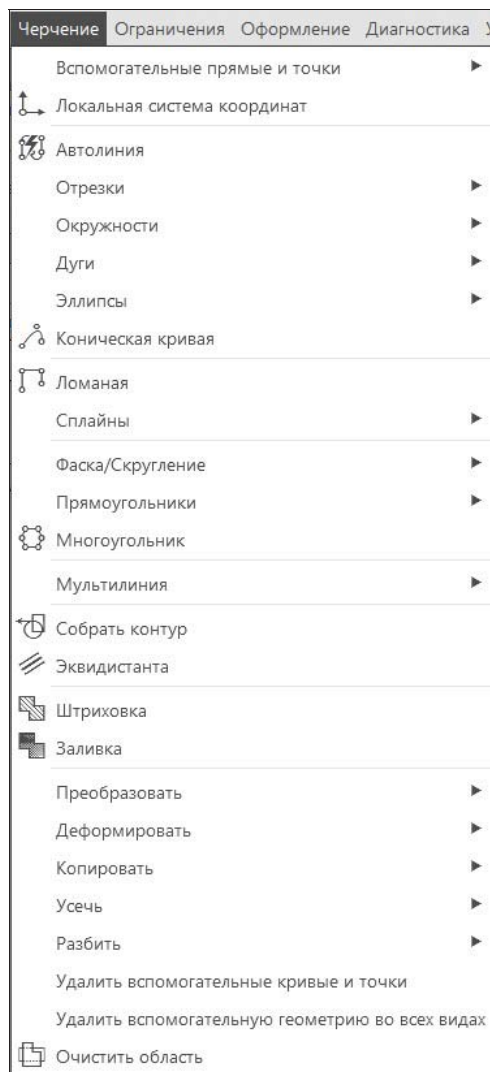 Черчение Ограничения Оформление Диагностика
Вспомогательные прямые и точки
Локальная система координат
Автолиния
Отрезки
Окружности
Дуги
Эллипсы
Коническая кривая
Ломаная
Сплайны
Фаска/Скругление
Прямоугольники
Многоугольник
Мультилиния
Собрать контур
Эквидистанта
Штриховка
Заливка
Преобразовать
Деформировать
Копировать
Усечь
Разбить
Удалить вспомогательные кривые и точки
Удалить вспомогательную геометрию во всех видах
Очистить область